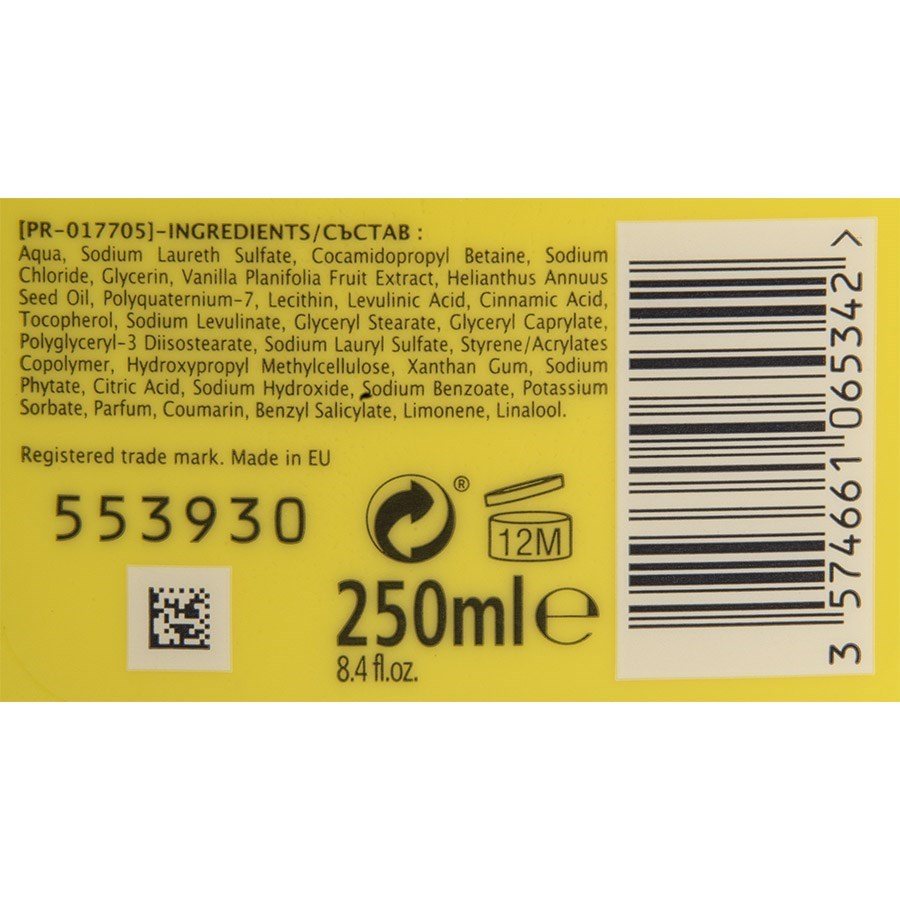 [PR-017705]-INGREDIENTS/СЪСТАВ :
Aqua, Sodium Laureth Sulfate, Cocamidopropyl Betaine, Sodium
Chloride, Glycerin, Vanilla Planifolia Fruit Extract, Helianthus Annuus
Seed Oil, Polyquaternium-7, Lecithin, Levulinic Acid, Cinnamic Acid,
Tocopherol, Sodium Levulinate, Glyceryl Stearate, Glyceryl Caprylate,
Polyglyceryl-3 Diisostearate, Sodium Lauryl Sulfate, Styrene/Acrylates
Copolymer, Hydroxypropyl Methylcellulose, Xanthan Gum, Sodium
Phytate, Citric Acid, Sodium Hydroxide, Sodium Benzoate, Potassium
Sorbate, Parfum, Coumarin, Benzyl Salicylate, Limonene, Linalool.
Registered trade mark. Made in EU
553930
®
12M
250ml e
8.4 fl.oz.
3 574661 065342 >